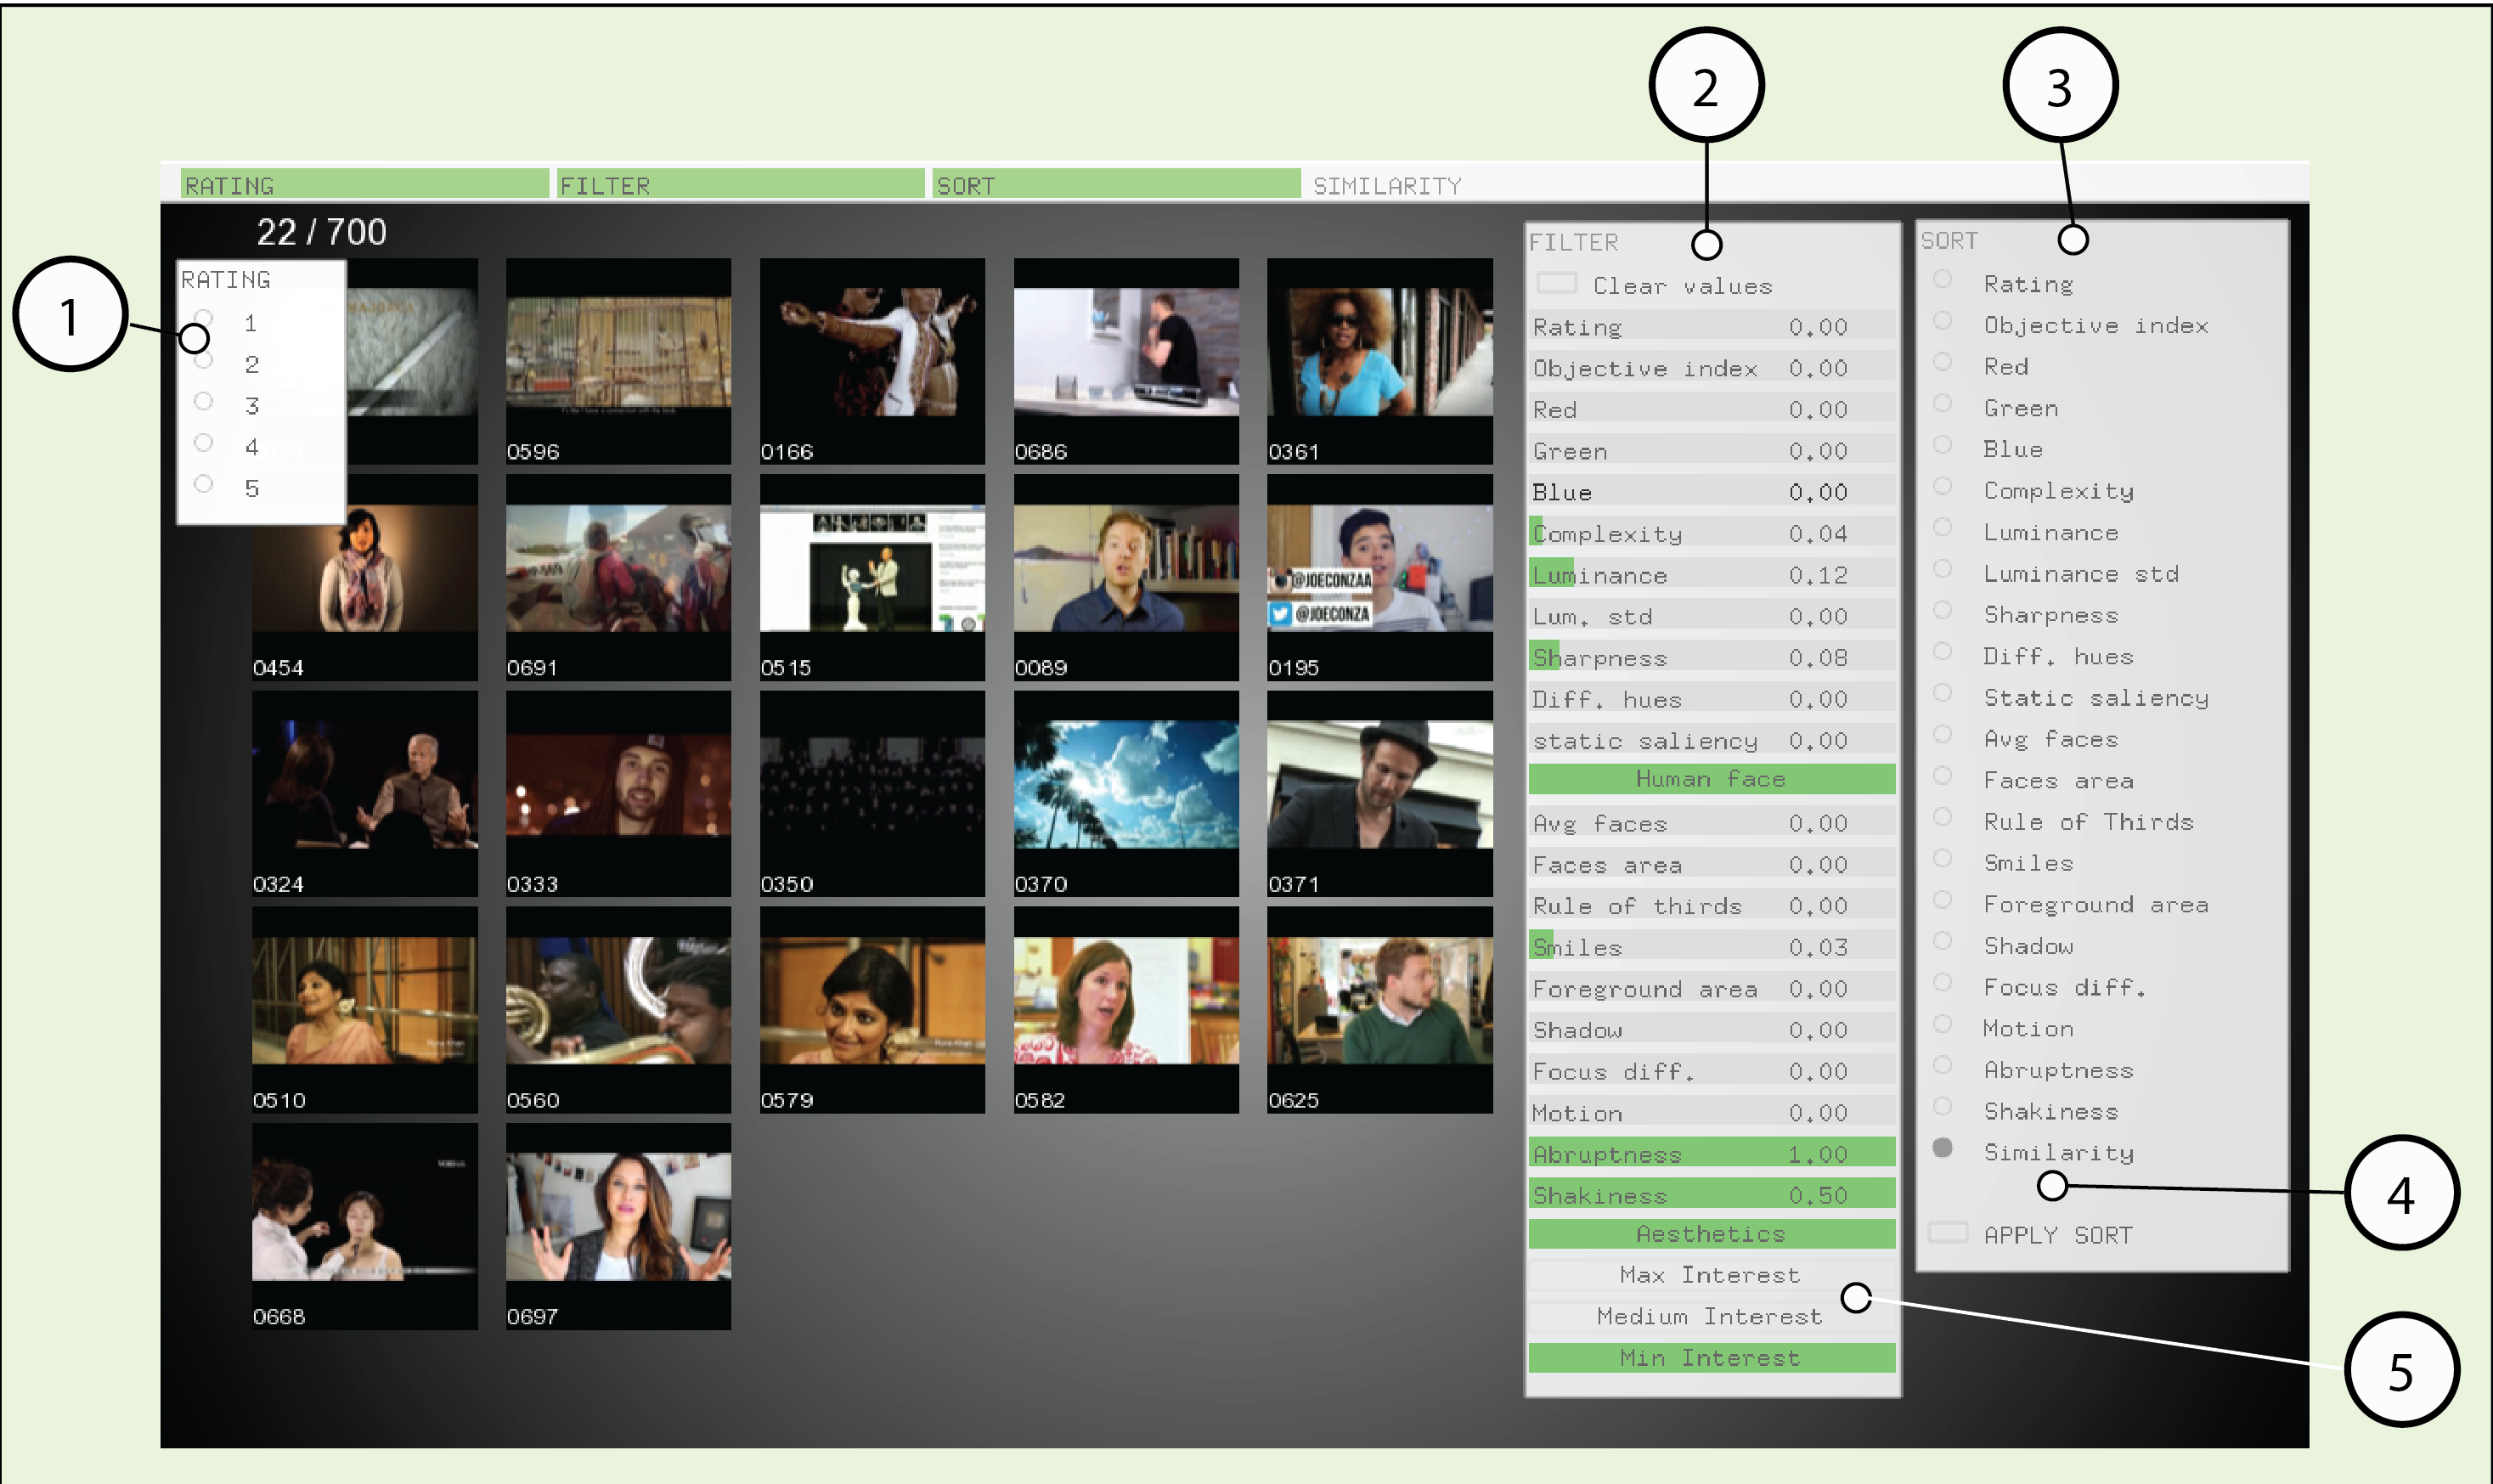 2
3
1
RATING FILTER SORT SIMILARITY
22 / 700
RATING
1
2
3
4
5
0596 0166 0686 0361
@JOECONZAA
@JOECONZA
0454 0691 0515 0089 0195
0324 0333 0350 0370 0371
0510 0560 0579 0582 0625
0668 0697
FILTER
Clear values
Rating 0.00
Objective index 0.00
Red 0.00
Green 0.00
Blue 0.00
Complexity 0.04
Luminance 0.12
Lum. std 0.00
Sharpness 0.08
Diff. hues 0.00
static saliency 0.00
Human face
Avg faces 0.00
Faces area 0.00
Rule of thirds 0.00
Smiles 0.03
Foreground area 0.00
Shadow 0.00
Focus diff. 0.00
Motion 0.00
Abruptness 1.00
Shakiness 0.50
Aesthetics
Max Interest
Medium Interest
Min Interest
SORT
Rating
Objective index
Red
Green
Blue
Complexity
Luminance
Luminance std
Sharpness
Diff. hues
Static saliency
Avg faces
Faces area
Rule of Thirds
Smiles
Foreground area
Shadow
Focus diff.
Motion
Abruptness
Shakiness
Similarity
APPLY SORT
4
5